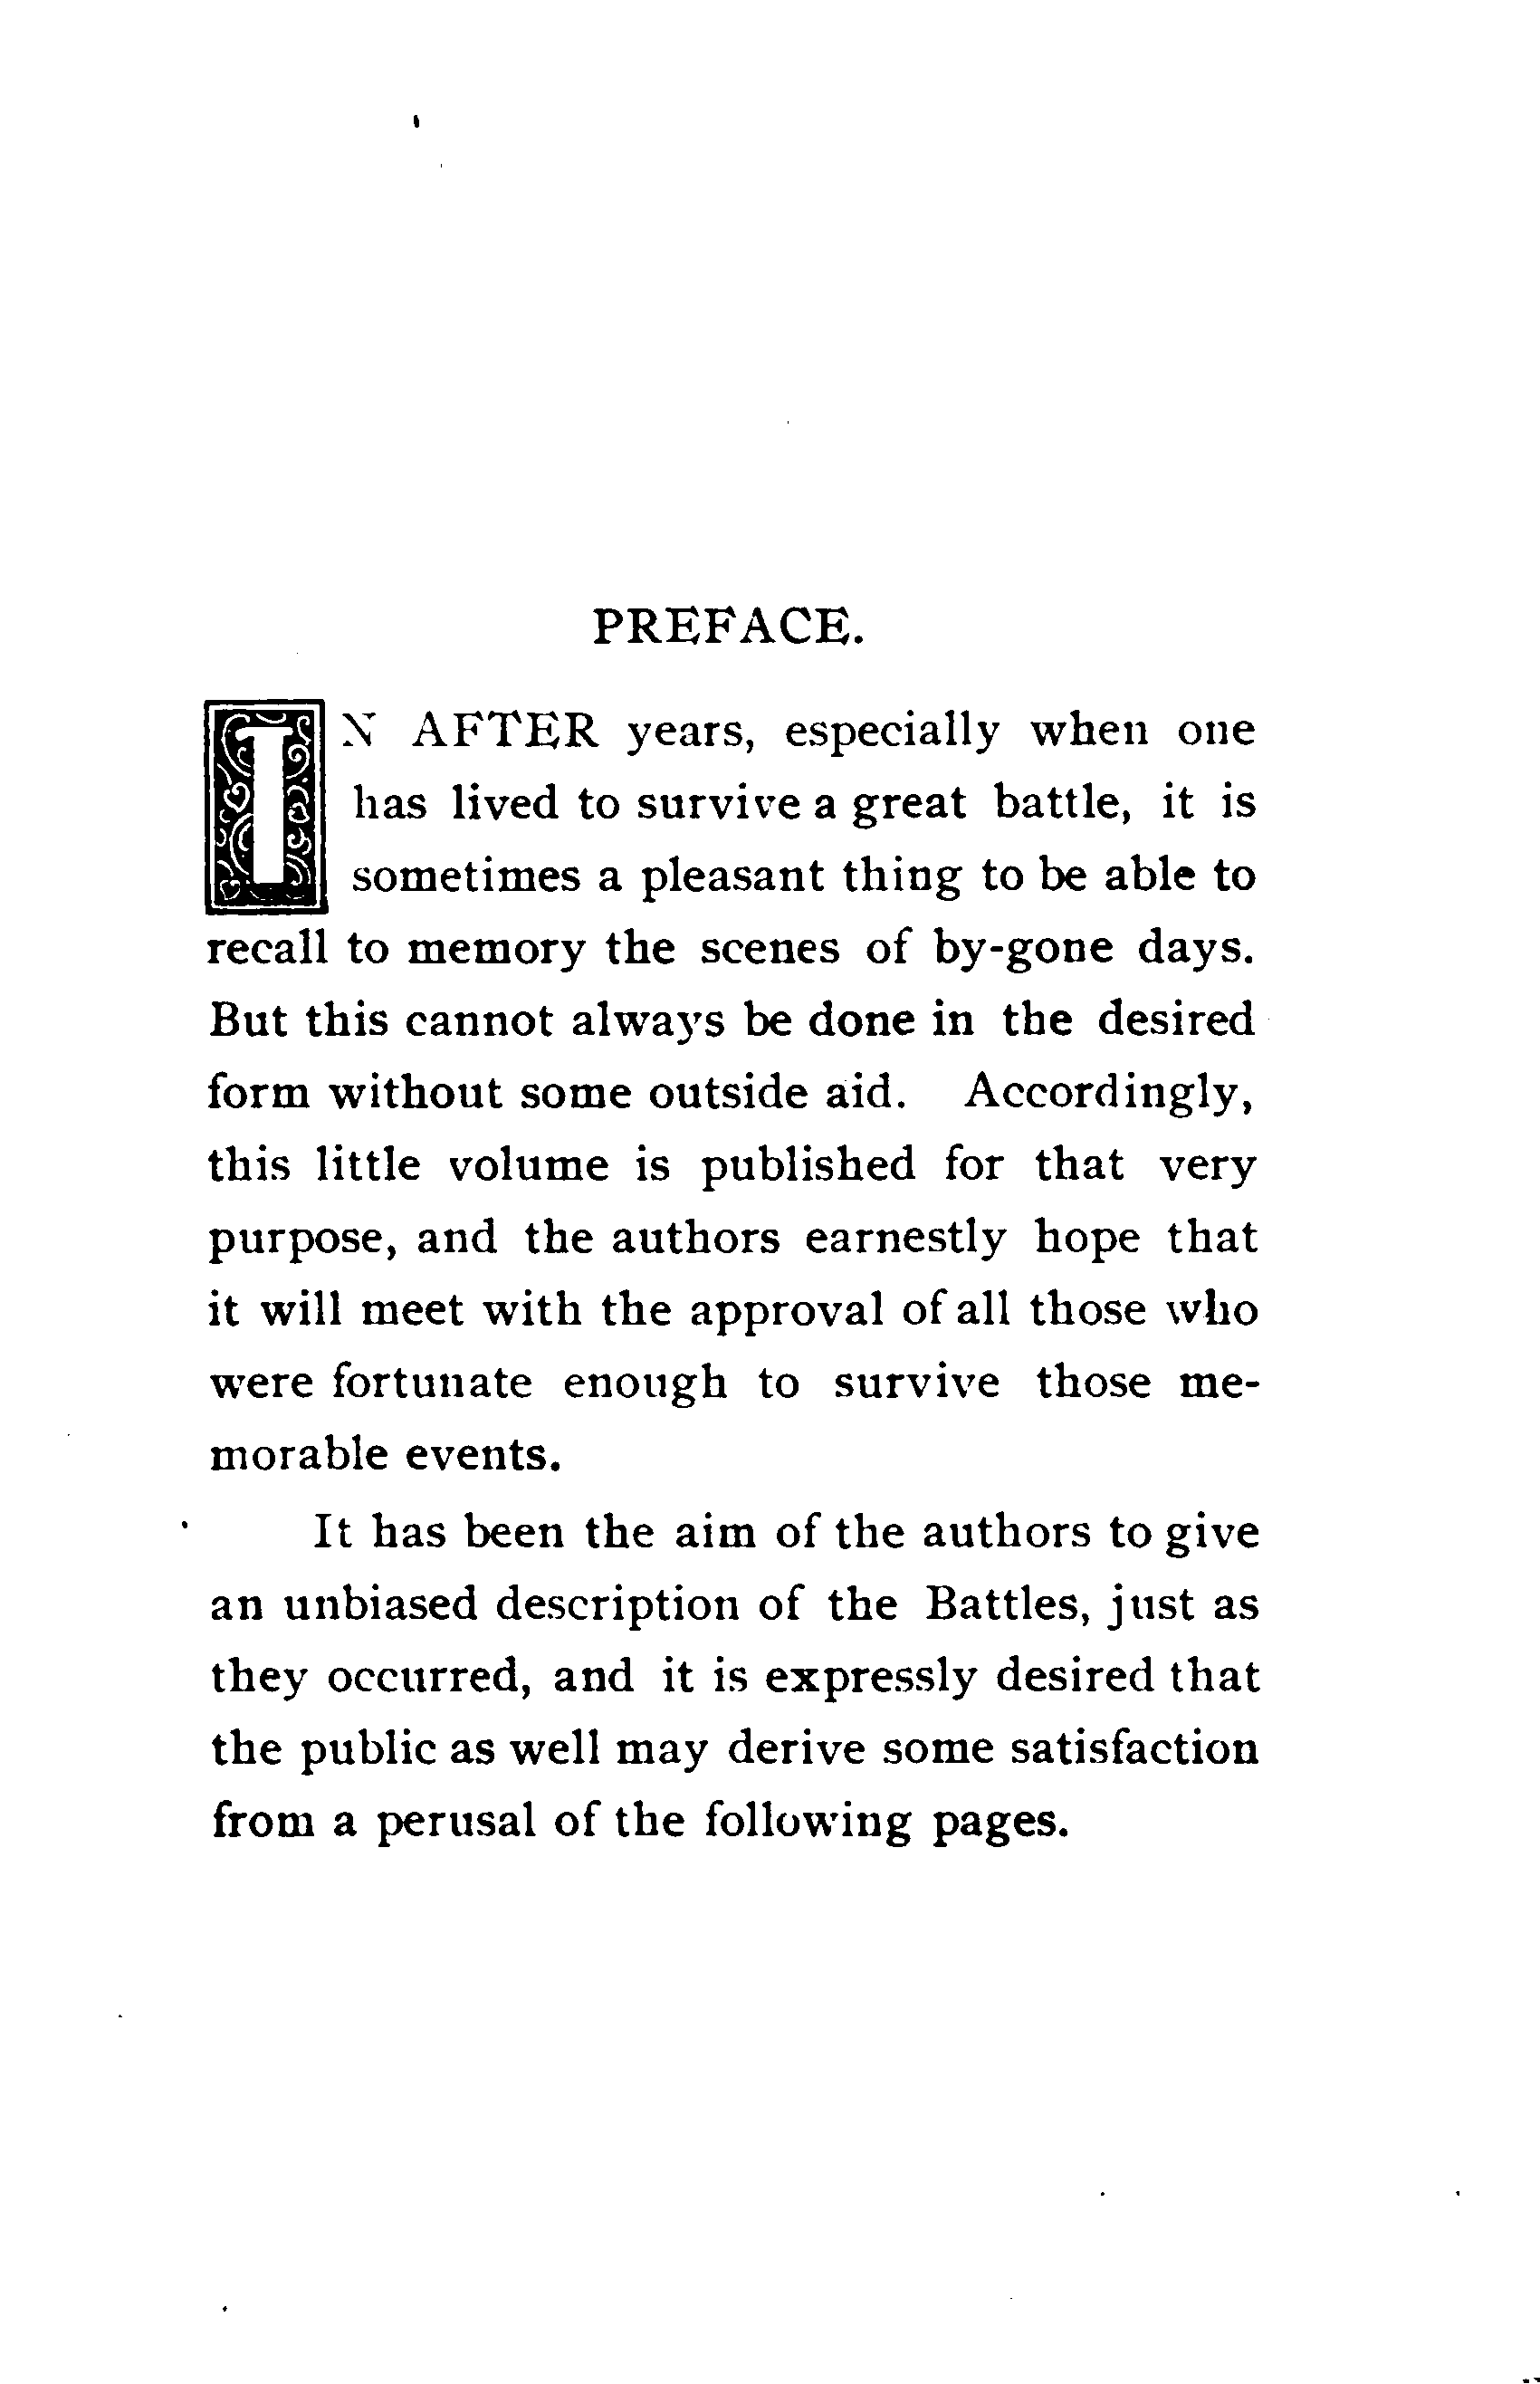 PREFACE.
IN AFTER years, especially when one
has lived to survive a great battle, it is
sometimes a pleasant thing to be able to
recall to memory the scenes of by-gone days.
But this cannot always be done in the desired
form without some outside aid. Accordingly,
this little volume is published for that very
purpose, and the authors earnestly hope that
it will meet with the approval of all those who
were fortunate enough to survive those me-
morable events.
It has been the aim of the authors to give
an unbiased description of the Battles, just as
they occurred, and it is expressly desired that
the public as well may derive some satisfaction
from a perusal of the following pages.